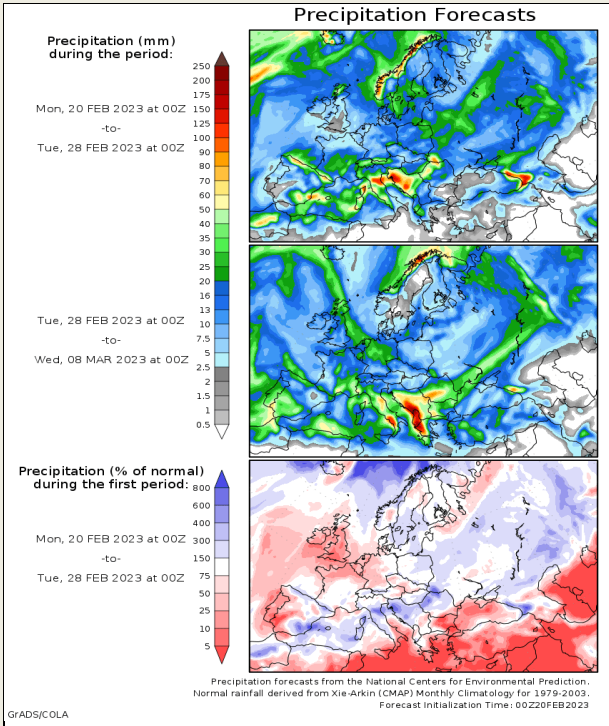 Precipitation Forecasts
Precipitation (mm)
during the period:
250
200
175
150
125
100
90
80
70
60
50
40
35
30
25
20
16
13
10
7.5
5
2.5
2
1.5
1
0.5
Mon, 20 FEB 2023 at 00Z
-to-
Tue, 28 FEB 2023 at 00Z
Tue, 28 FEB 2023 at 00Z
-to-
Wed, 08 MAR 2023 at 00Z
Precipitation (% of normal)
during the first period:
800
600
400
300
150
75
50
25
10
5
Mon, 20 FEB 2023 at 00Z
-to-
Tue, 28 FEB 2023 at 00Z
Precipitation forecasts from the National Centers for Environmental Prediction.
Normal rainfall derived from Xie-Arkin (CMAP) Monthly Climatology for 1979-2003.
Forecast Initialization Time: 00Z20FEB2023
GrADS/COLA